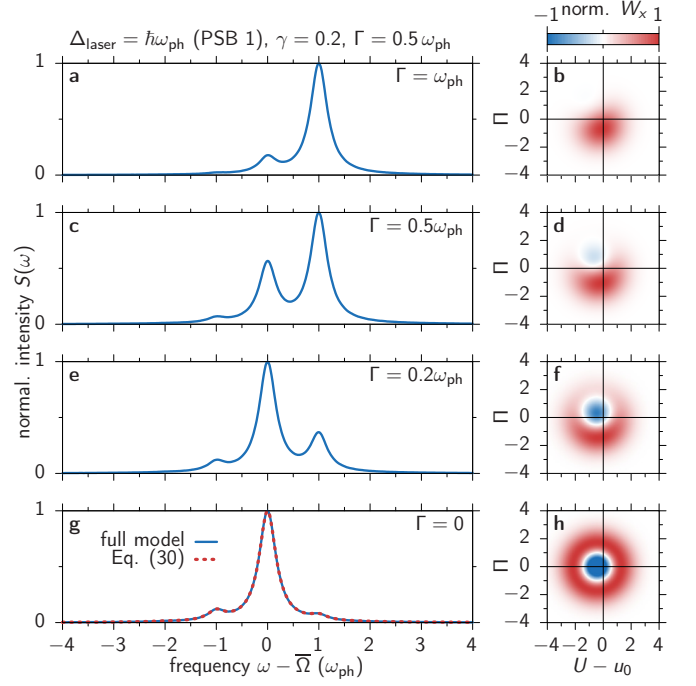 Δlaser = ℏωph (PSB 1), γ = 0.2, Γ = 0.5 ωph
−1 norm. Wx 1
a Γ = ωph
1
0
b
4
2
0
−2
−4
Π
c Γ = 0.5ωph
1
0
d
4
2
0
−2
−4
Π
e Γ = 0.2ωph
1
0
f
4
2
0
−2
−4
Π
g Γ = 0
full model
Eq. (30)
1
0
h
4
2
0
−2
−4
Π
normal. intensity S(ω)
−4 −3 −2 −1 0 1 2 3 4
frequency ω − Ω̅ (ωph)
−4 0 4
U − u0